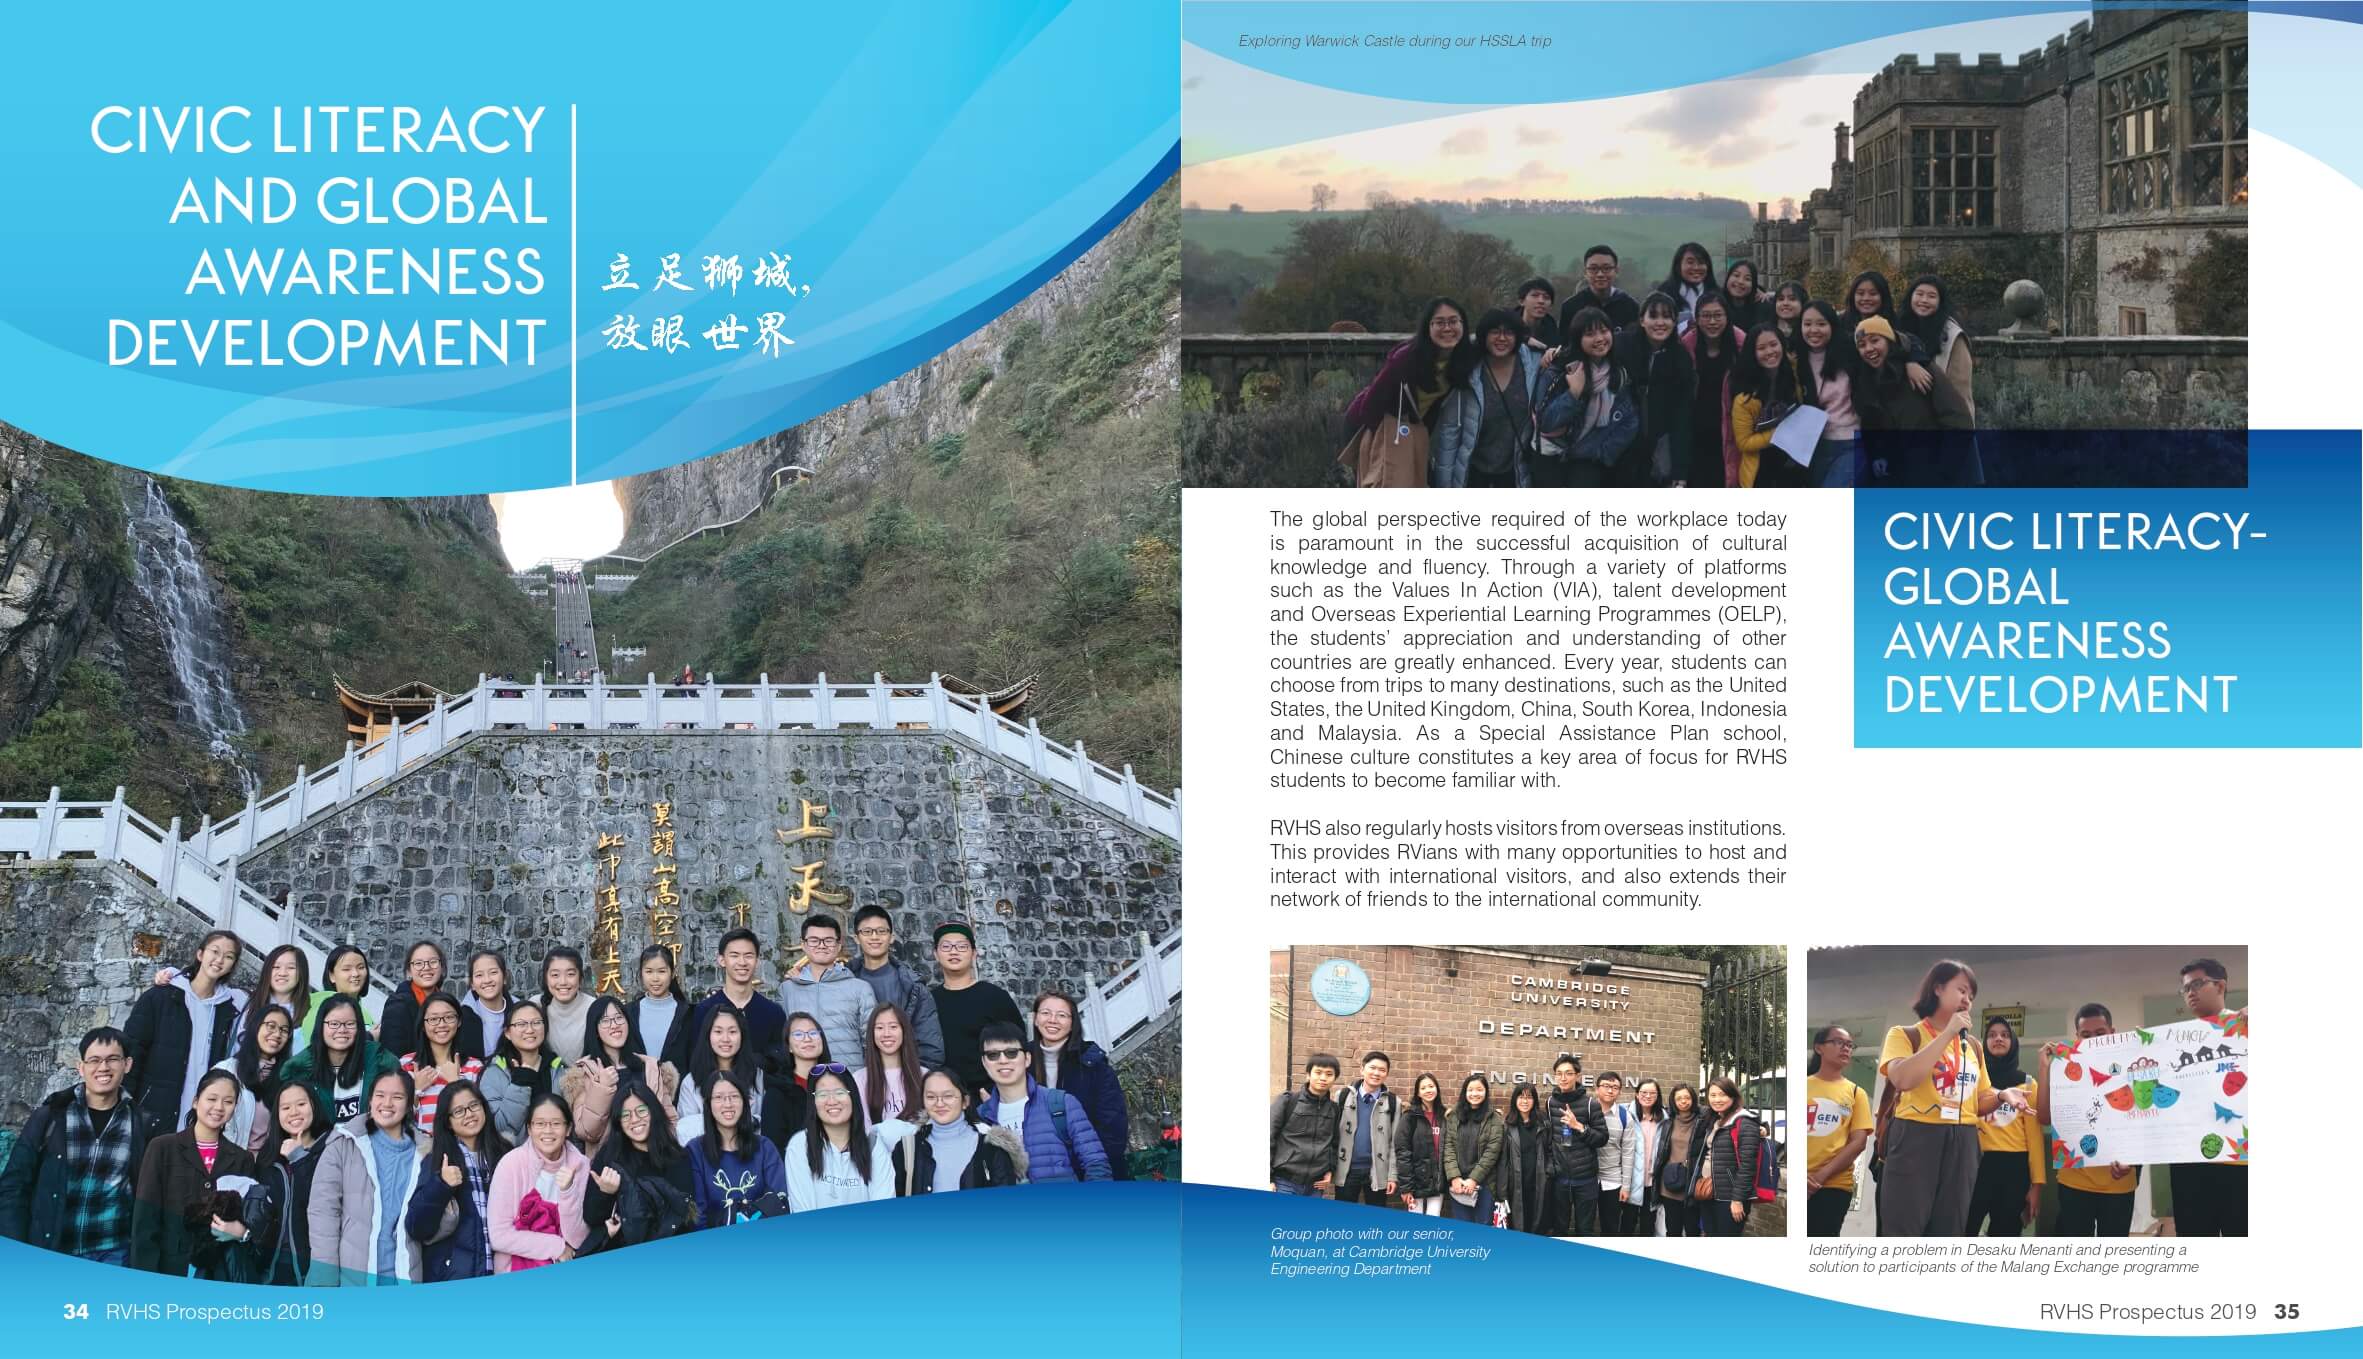 CIVIC LITERACY
AND GLOBAL
AWARENESS
DEVELOPMENT
立足狮城,
放眼世界
上天
莫謂山高空仰
此中真有上天
34 RVHS Prospectus 2019
Exploring Warwick Castle during our HSSLA trip
The global perspective required of the workplace today
is paramount in the successful acquisition of cultural
knowledge and fluency. Through a variety of platforms
such as the Values In Action (VIA), talent development
and Overseas Experiential Learning Programmes (OELP),
the students' appreciation and understanding of other
countries are greatly enhanced. Every year, students can
choose from trips to many destinations, such as the United
States, the United Kingdom, China, South Korea, Indonesia
and Malaysia. As a Special Assistance Plan school,
Chinese culture constitutes a key area of focus for RVHS
students to become familiar with.
RVHS also regularly hosts visitors from overseas institutions.
This provides RVians with many opportunities to host and
interact with international visitors, and also extends their
network of friends to the international community.
CIVIC LITERACY-
GLOBAL
AWARENESS
DEVELOPMENT
CAMBRIDGE
UNIVERSITY
DEPARTMENT
Group photo with our senior,
Moquan, at Cambridge University
Engineering Department
GEN
JME
Identifying a problem in Desaku Menanti and presenting a
solution to participants of the Malang Exchange programme
RVHS Prospectus 2019 35